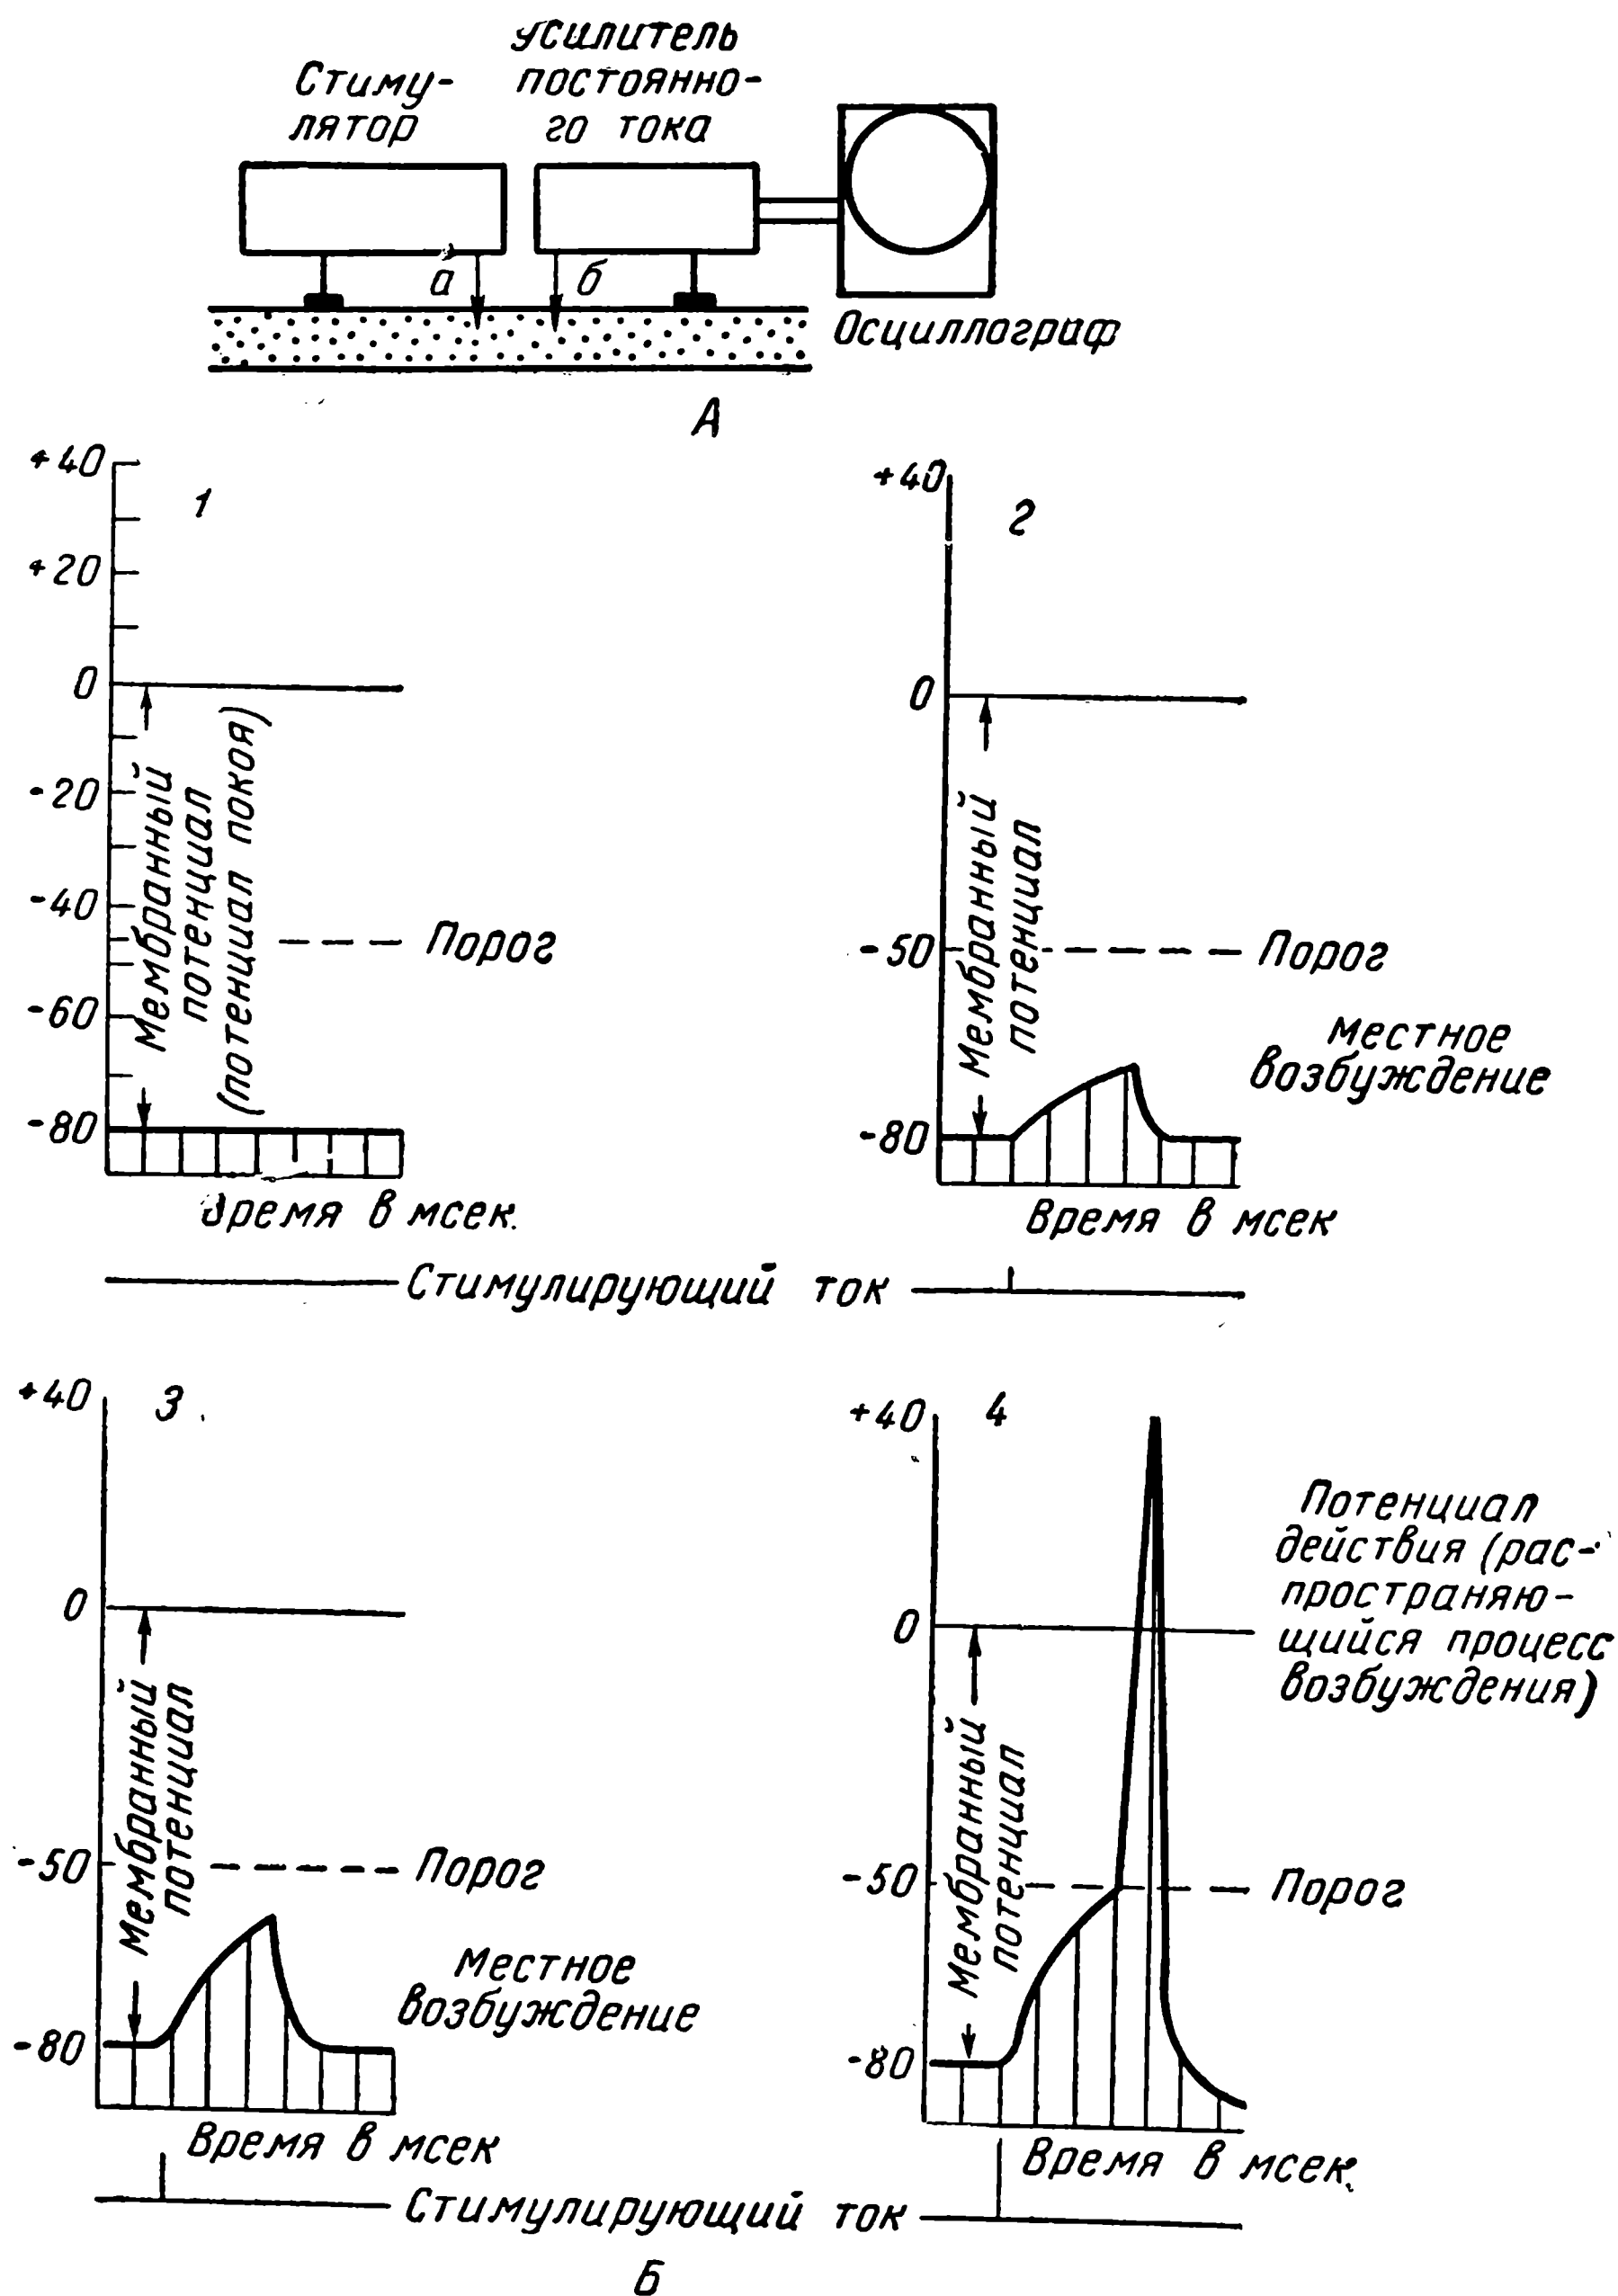 Стиму-
лятор
Усилитель
постоянно-
го тока
а
б
Осциллограф
А
1
+40
+20
0
-20
-40
-60
-80
Мембранный
потенциал
(потенциал покоя)
Порог
Время в мсек.
2
+40
0
-50
-80
Мембранный
потенциал
Порог
Местное
возбуждение
Время в мсек
Стимулирующий ток
3
+40
0
-50
-80
Мембранный
потенциал
Порог
Местное
возбуждение
Время в мсек
4
+40
0
-50
-80
Мембранный
потенциал
Потенциал
действия (рас-
пространяю-
щийся процесс
возбуждения)
Порог
Время в мсек.
Стимулирующий ток
Б